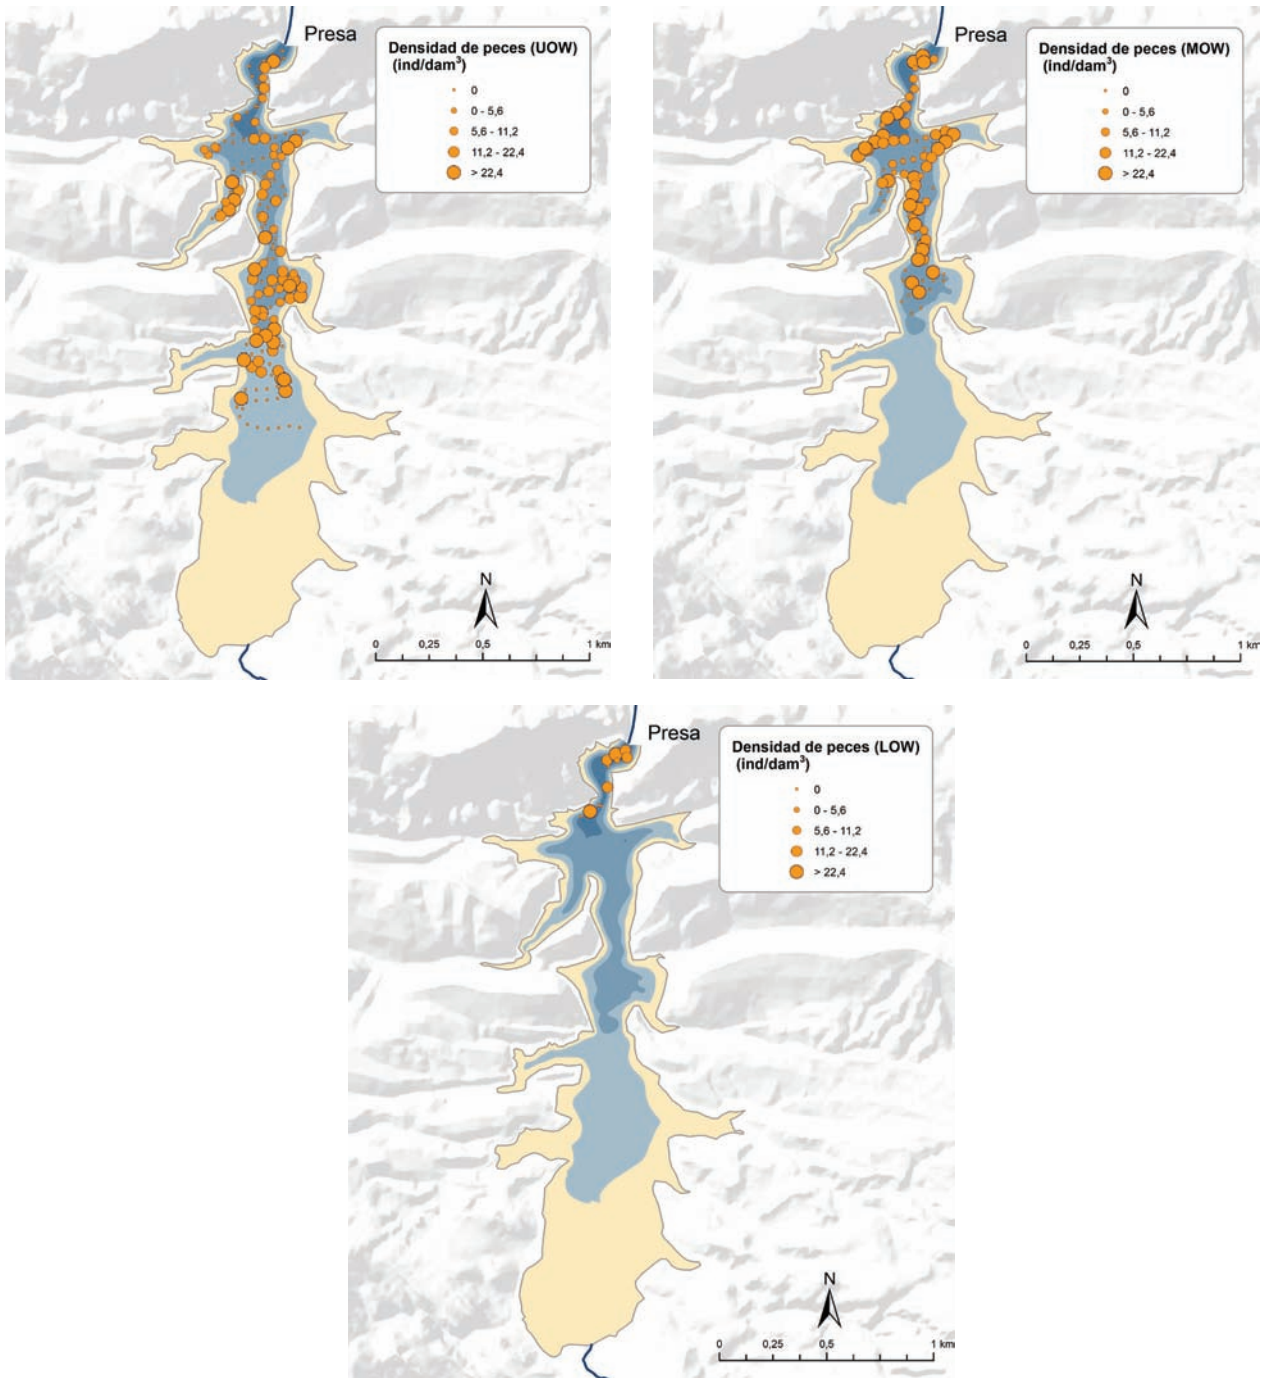 Presa
Densidad de peces (UOW)
(ind/dam³)
0
0 - 5,6
5,6 - 11,2
11,2 - 22,4
> 22,4
N
0 0,25 0,5 1 km
Presa
Densidad de peces (MOW)
(ind/dam³)
0
0 - 5,6
5,6 - 11,2
11,2 - 22,4
> 22,4
N
0 0,25 0,5 1 km
Presa
Densidad de peces (LOW)
(ind/dam³)
0
0 - 5,6
5,6 - 11,2
11,2 - 22,4
> 22,4
N
0 0,25 0,5 1 km